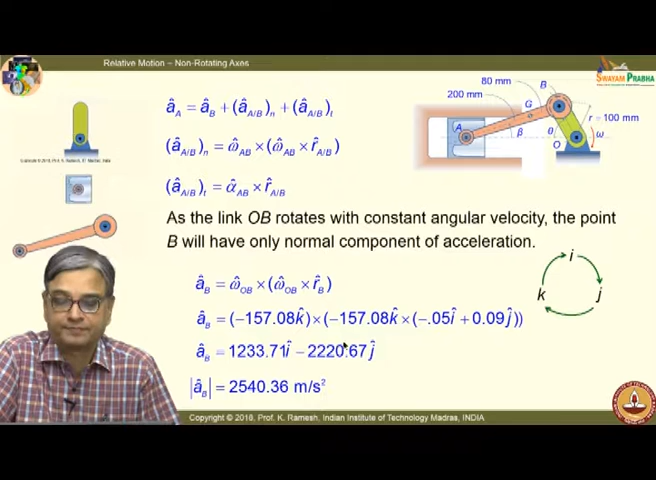 Relative Motion – Non-Rotating Axes
SWAYAM PRABHA
â_A = â_B + (â_A/B)_n + (â_A/B)_t
(â_A/B)_n = ω̂_AB × (ω̂_AB × r̂_A/B)
(â_A/B)_t = α̂_AB × r̂_A/B
80 mm
200 mm
B
G
A
β
θ
O
r = 100 mm
ω
As the link OB rotates with constant angular velocity, the point
B will have only normal component of acceleration.
â_B = ω̂_OB × (ω̂_OB × r̂_B)
â_B = (−157.08k̂) × (−157.08k̂ × (−.05î + 0.09ĵ))
â_B = 1233.71î − 2220.67ĵ
|â_B| = 2540.36 m/s²
i
k
j
Copyright © 2018, Prof. K. Ramesh, Indian Institute of Technology Madras, INDIA